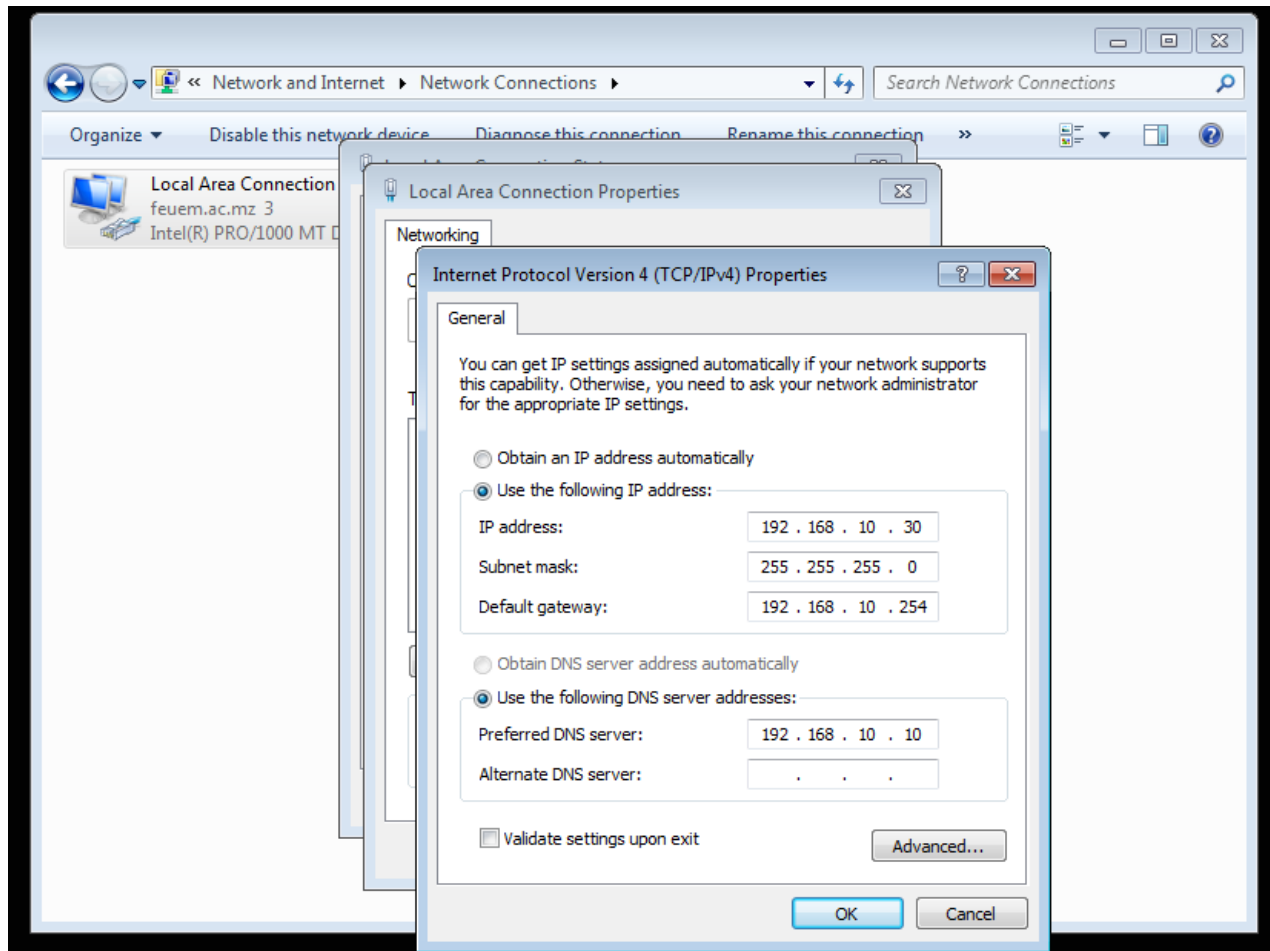 « Network and Internet Network Connections
Search Network Connections
Organize Disable this network device Diagnose this connection Rename this connection »
Local Area Connection
feuem.ac.mz 3
Intel(R) PRO/1000 MT
Local Area Connection Properties
Networking
Internet Protocol Version 4 (TCP/IPv4) Properties
General
You can get IP settings assigned automatically if your network supports
this capability. Otherwise, you need to ask your network administrator
for the appropriate IP settings.
Obtain an IP address automatically
Use the following IP address:
IP address: 192 . 168 . 10 . 30
Subnet mask: 255 . 255 . 255 . 0
Default gateway: 192 . 168 . 10 . 254
Obtain DNS server address automatically
Use the following DNS server addresses:
Preferred DNS server: 192 . 168 . 10 . 10
Alternate DNS server: . . .
Validate settings upon exit
Advanced...
OK Cancel